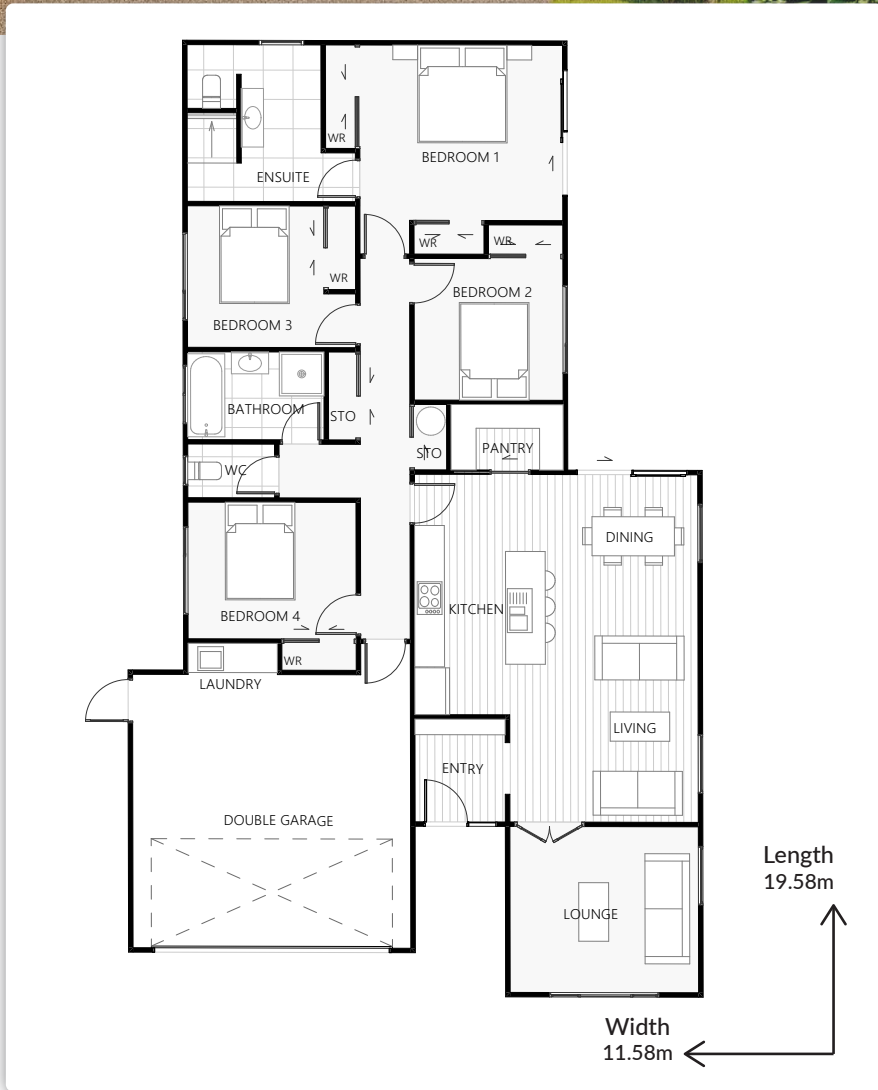 WR
BEDROOM 1
ENSUITE
WR
WR
WR
BEDROOM 2
BEDROOM 3
BATHROOM
STO
STO
PANTRY
WC
DINING
KITCHEN
BEDROOM 4
WR
LAUNDRY
LIVING
ENTRY
DOUBLE GARAGE
Length
19.58m
LOUNGE
Width
11.58m